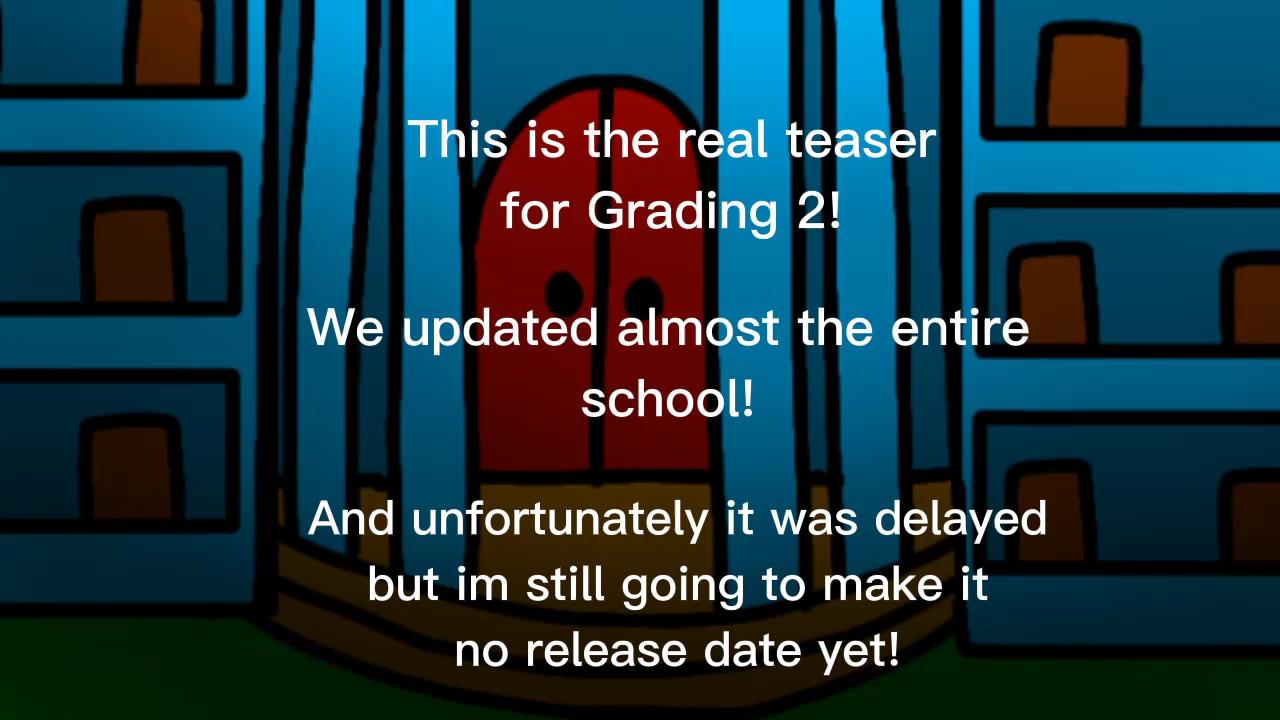 This is the real teaser
for Grading 2!
We updated almost the entire
school!
And unfortunately it was delayed
but im still going to make it
no release date yet!